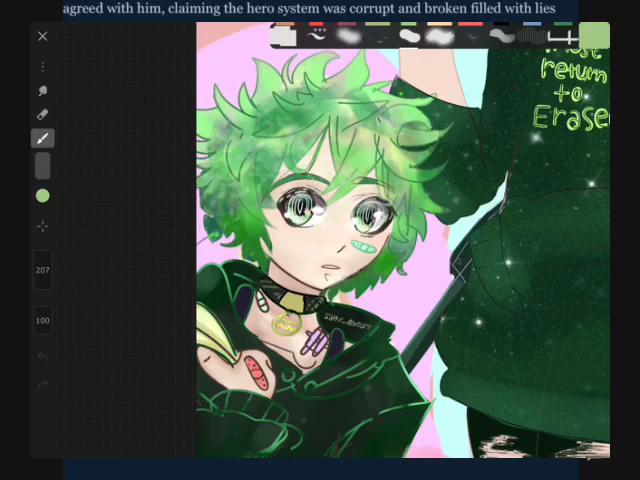 agreed with him, claiming the hero system was corrupt and broken filled with lies
must
return
to
Erase
207
100